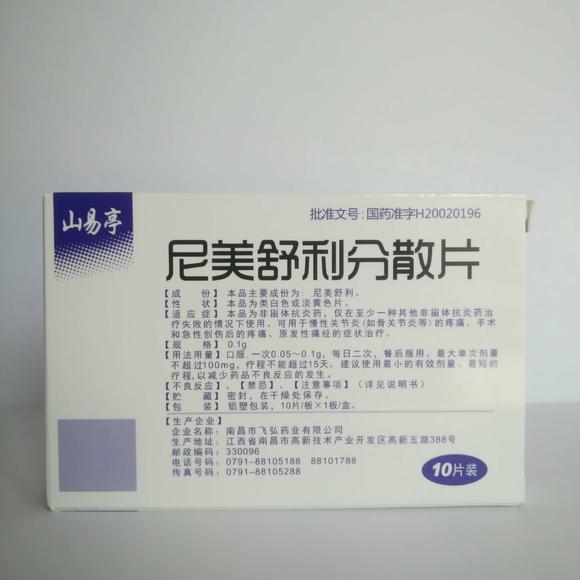 山易亭
批准文号: 国药准字H20020196
尼美舒利分散片
【成 份】 本品主要成份为: 尼美舒利。
【性 状】 本品为类白色或淡黄色片。
【适应症】 本品为非甾体抗炎药, 仅在至少一种其他非甾体抗炎药治
疗失败的情况下使用。可用于慢性关节炎(如骨关节炎等)的疼痛、手术
和急性创伤后的疼痛、原发性痛经的症状治疗。
【规 格】 0.1g
【用法用量】口服, 一次0.05~0.1g, 每日二次, 餐后服用。最大单次剂量
不超过100mg, 疗程不能超过15天。建议使用最小的有效剂量、最短的
疗程, 以减少药品不良反应的发生。
【不良反应】、【禁忌】、【注意事项】 (详见说明书)
【贮 藏】 密封, 在干燥处保存。
【包 装】 铝塑包装, 10片/板×1板/盒。
【生产企业】
企业名称: 南昌市飞弘药业有限公司
生产地址: 江西省南昌市高新技术产业开发区高新五路388号
邮政编码: 330096
电话号码: 0791-88105188 88101788
传真号码: 0791-88105288
10片装